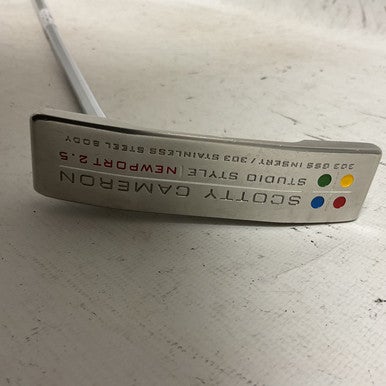 SCOTTY CAMERON
STUDIO STYLE | NEWPORT 2.5
303 GSS INSERT / 303 STAINLESS STEEL BODY